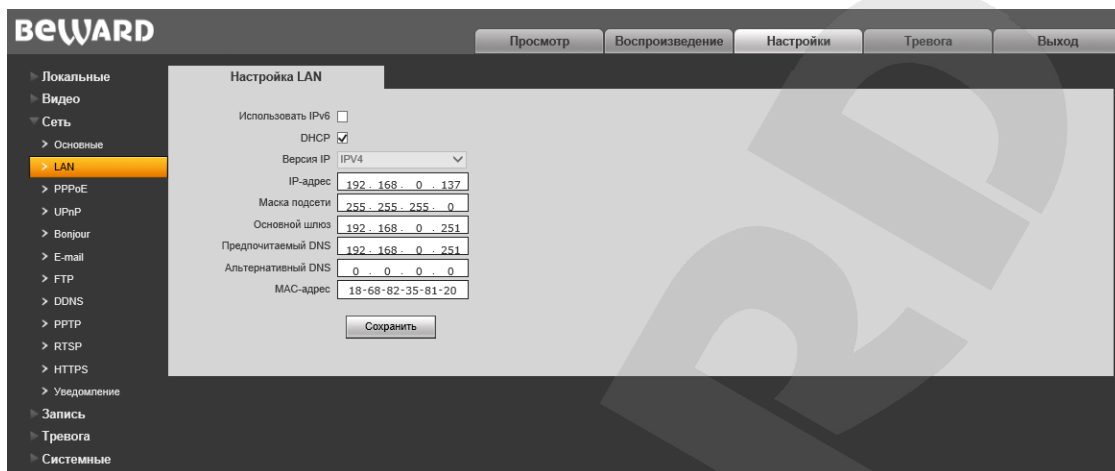 BEWARD
Просмотр
Воспроизведение
Настройки
Тревога
Выход
Локальные
Видео
Сеть
> Основные
> LAN
> PPPoE
> UPnP
> Bonjour
> E-mail
> FTP
> DDNS
> PPTP
> RTSP
> HTTPS
> Уведомление
Запись
Тревога
Системные
Настройка LAN
Использовать IPv6
DHCP
Версия IP IPV4
IP-адрес 192 . 168 . 0 . 137
Маска подсети 255 . 255 . 255 . 0
Основной шлюз 192 . 168 . 0 . 251
Предпочитаемый DNS 192 . 168 . 0 . 251
Альтернативный DNS 0 . 0 . 0 . 0
MAC-адрес 18-68-82-35-81-20
Сохранить